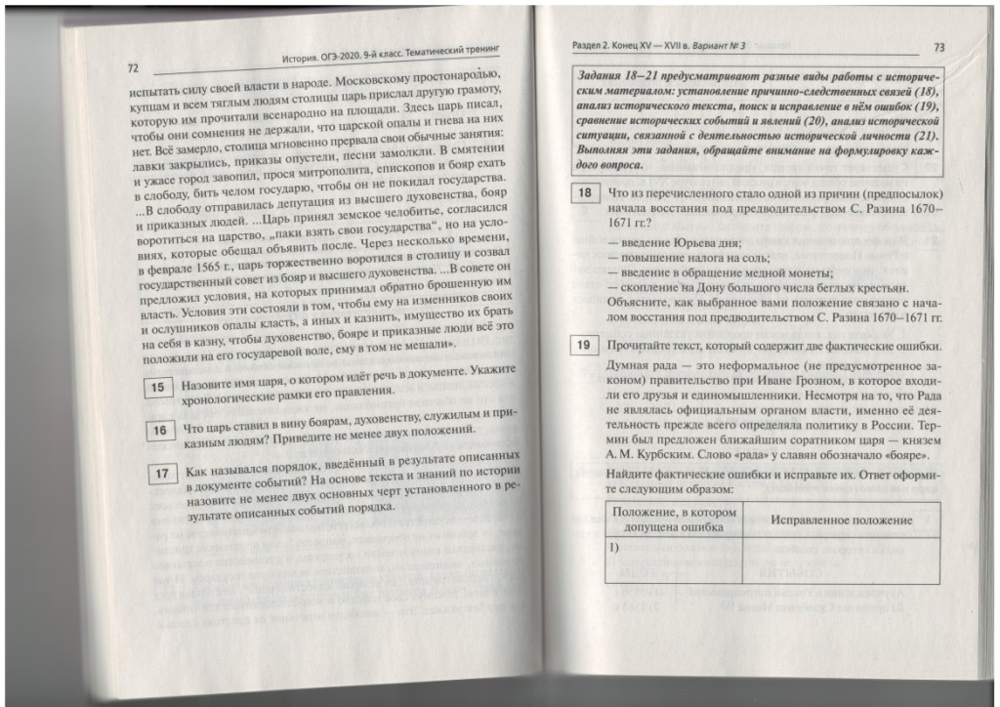 72
История. ОГЭ-2020. 9-й класс. Тематический тренинг
испытать силу своей власти в народе. Московскому простонародью,
купцам и всем тяглым людям столицы царь прислал другую грамоту,
которую им прочитали всенародно на площади. Здесь царь писал,
чтобы они сомнения не держали, что царской опалы и гнева на них
нет. Всё замерло, столица мгновенно прервала свои обычные занятия:
лавки закрылись, приказы опустели, песни замолкли. В смятении
и ужасе город завопил, прося митрополита, епископов и бояр ехать
в слободу, бить челом государю, чтобы он не покидал государства.
...В слободу отправилась депутация из высшего духовенства, бояр
и приказных людей. ...Царь принял земское челобитье, согласился
воротиться на царство, „паки взять свои государства“, но на усло-
виях, которые обещал объявить после. Через несколько времени,
в феврале 1565 г., царь торжественно воротился в столицу и созвал
государственный совет из бояр и высшего духовенства. ...В совете он
предложил условия, на которых принимал обратно брошенную им
власть. Условия эти состояли в том, чтобы ему на изменников своих
и ослушников опалы класть, а иных и казнить, имущество их брать
на себя в казну, чтобы духовенство, бояре и приказные люди всё это
положили на его государевой воле, ему в том не мешали».
15 Назовите имя царя, о котором идёт речь в документе. Укажите
хронологические рамки его правления.
16 Что царь ставил в вину боярам, духовенству, служилым и при-
казным людям? Приведите не менее двух положений.
17 Как назывался порядок, введённый в результате описанных
в документе событий? На основе текста и знаний по истории
назовите не менее двух основных черт установленного в ре-
зультате описанных событий порядка.
Раздел 2. Конец XV — XVII в. Вариант № 3
73
Задания 18—21 предусматривают разные виды работы с историче-
ским материалом: установление причинно-следственных связей (18),
анализ исторического текста, поиск и исправление в нём ошибок (19),
сравнение исторических событий и явлений (20), анализ исторической
ситуации, связанной с деятельностью исторической личности (21).
Выполняя эти задания, обращайте внимание на формулировку каж-
дого вопроса.
18 Что из перечисленного стало одной из причин (предпосылок)
начала восстания под предводительством С. Разина 1670–
1671 гг.?
— введение Юрьева дня;
— повышение налога на соль;
— введение в обращение медной монеты;
— скопление на Дону большого числа беглых крестьян.
Объясните, как выбранное вами положение связано с нача-
лом восстания под предводительством С. Разина 1670–1671 гг.
19 Прочитайте текст, который содержит две фактические ошибки.
Думная рада — это неформальное (не предусмотренное за-
коном) правительство при Иване Грозном, в которое входи-
ли его друзья и единомышленники. Несмотря на то, что Рада
не являлась официальным органом власти, именно её дея-
тельность прежде всего определяла политику в России. Тер-
мин был предложен ближайшим соратником царя — князем
А. М. Курбским. Слово «рада» у славян обозначало «бояре».
Найдите фактические ошибки и исправьте их. Ответ оформи-
те следующим образом:
Положение, в котором
допущена ошибка
Исправленное положение
1)